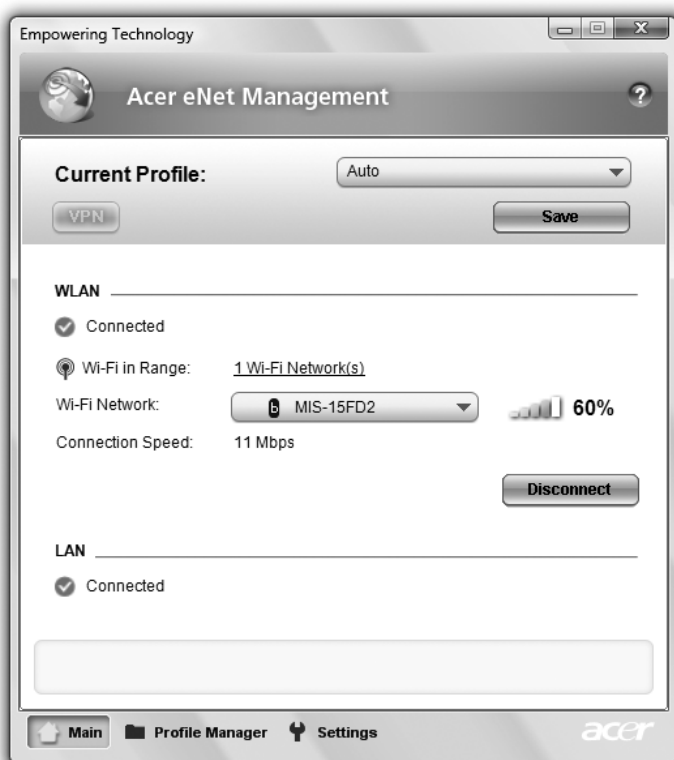 Empowering Technology
Acer eNet Management ?
Current Profile: Auto
VPN Save
WLAN
Connected
Wi-Fi in Range: 1 Wi-Fi Network(s)
Wi-Fi Network: b MIS-15FD2 60%
Connection Speed: 11 Mbps
Disconnect
LAN
Connected
Main Profile Manager Settings acer